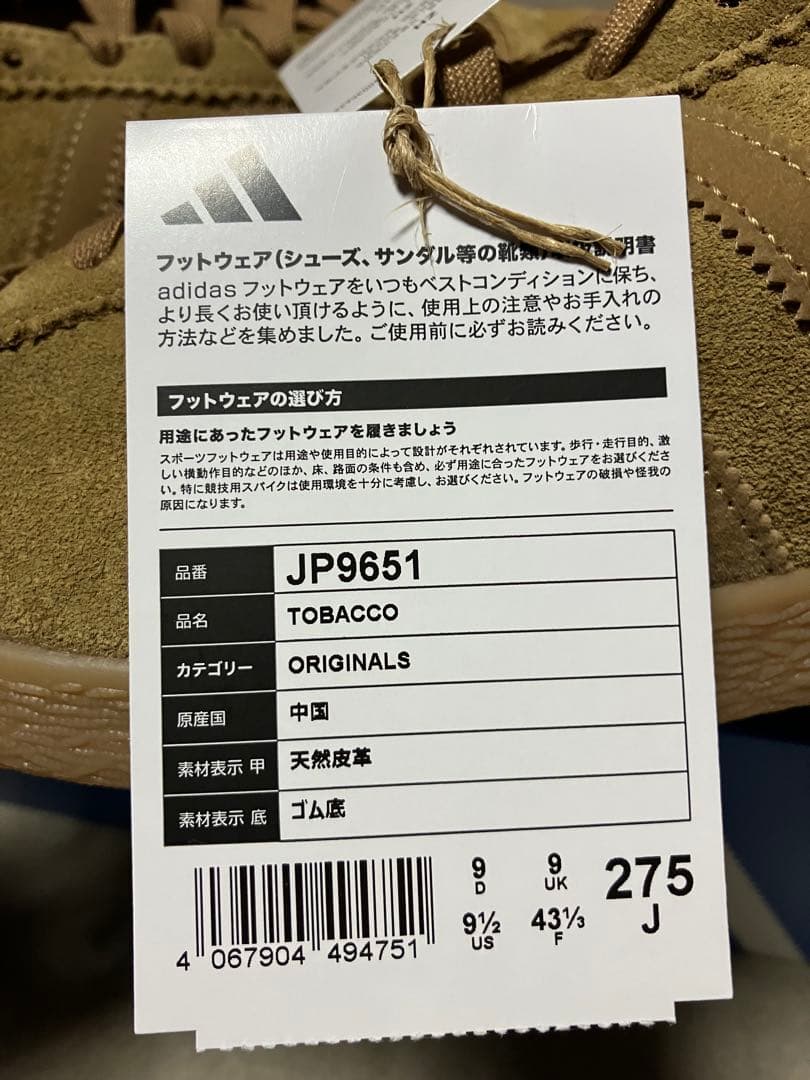 フットウェア(シューズ、サンダル等の靴類)取扱説明書
adidas フットウェアをいつもベストコンディションに保ち、
より長くお使い頂けるように、使用上の注意やお手入れの
方法などを集めました。ご使用前に必ずお読みください。
フットウェアの選び方
用途にあったフットウェアを履きましょう
スポーツフットウェアは用途や使用目的によって設計がそれぞれされています。歩行・走行目的、激
しい横動作目的などのほか、床、路面の条件も含め、必ず用途に合ったフットウェアをお選びくださ
い。特に競技用スパイクは使用環境を十分に考慮し、お選びください。フットウェアの破損や怪我の
原因になります。
品番 JP9651
品名 TOBACCO
カテゴリー ORIGINALS
原産国 中国
素材表示 甲 天然皮革
素材表示 底 ゴム底
9 D 9 UK 275 J
9½ US 43⅓ F
4 067904 494751